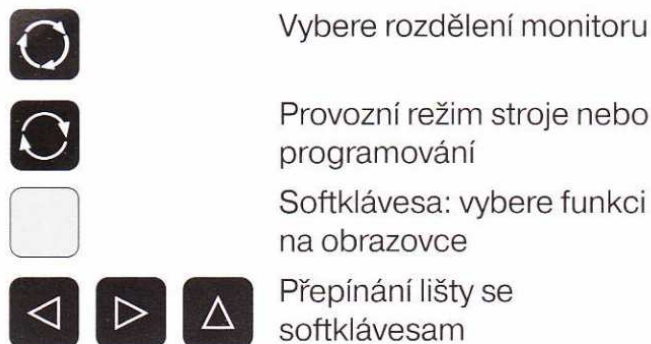 Vybere rozdělení monitoru
Provozní režim stroje nebo
programování
Softklávesa: vybere funkci
na obrazovce
Přepínání lišty se
softklávesam